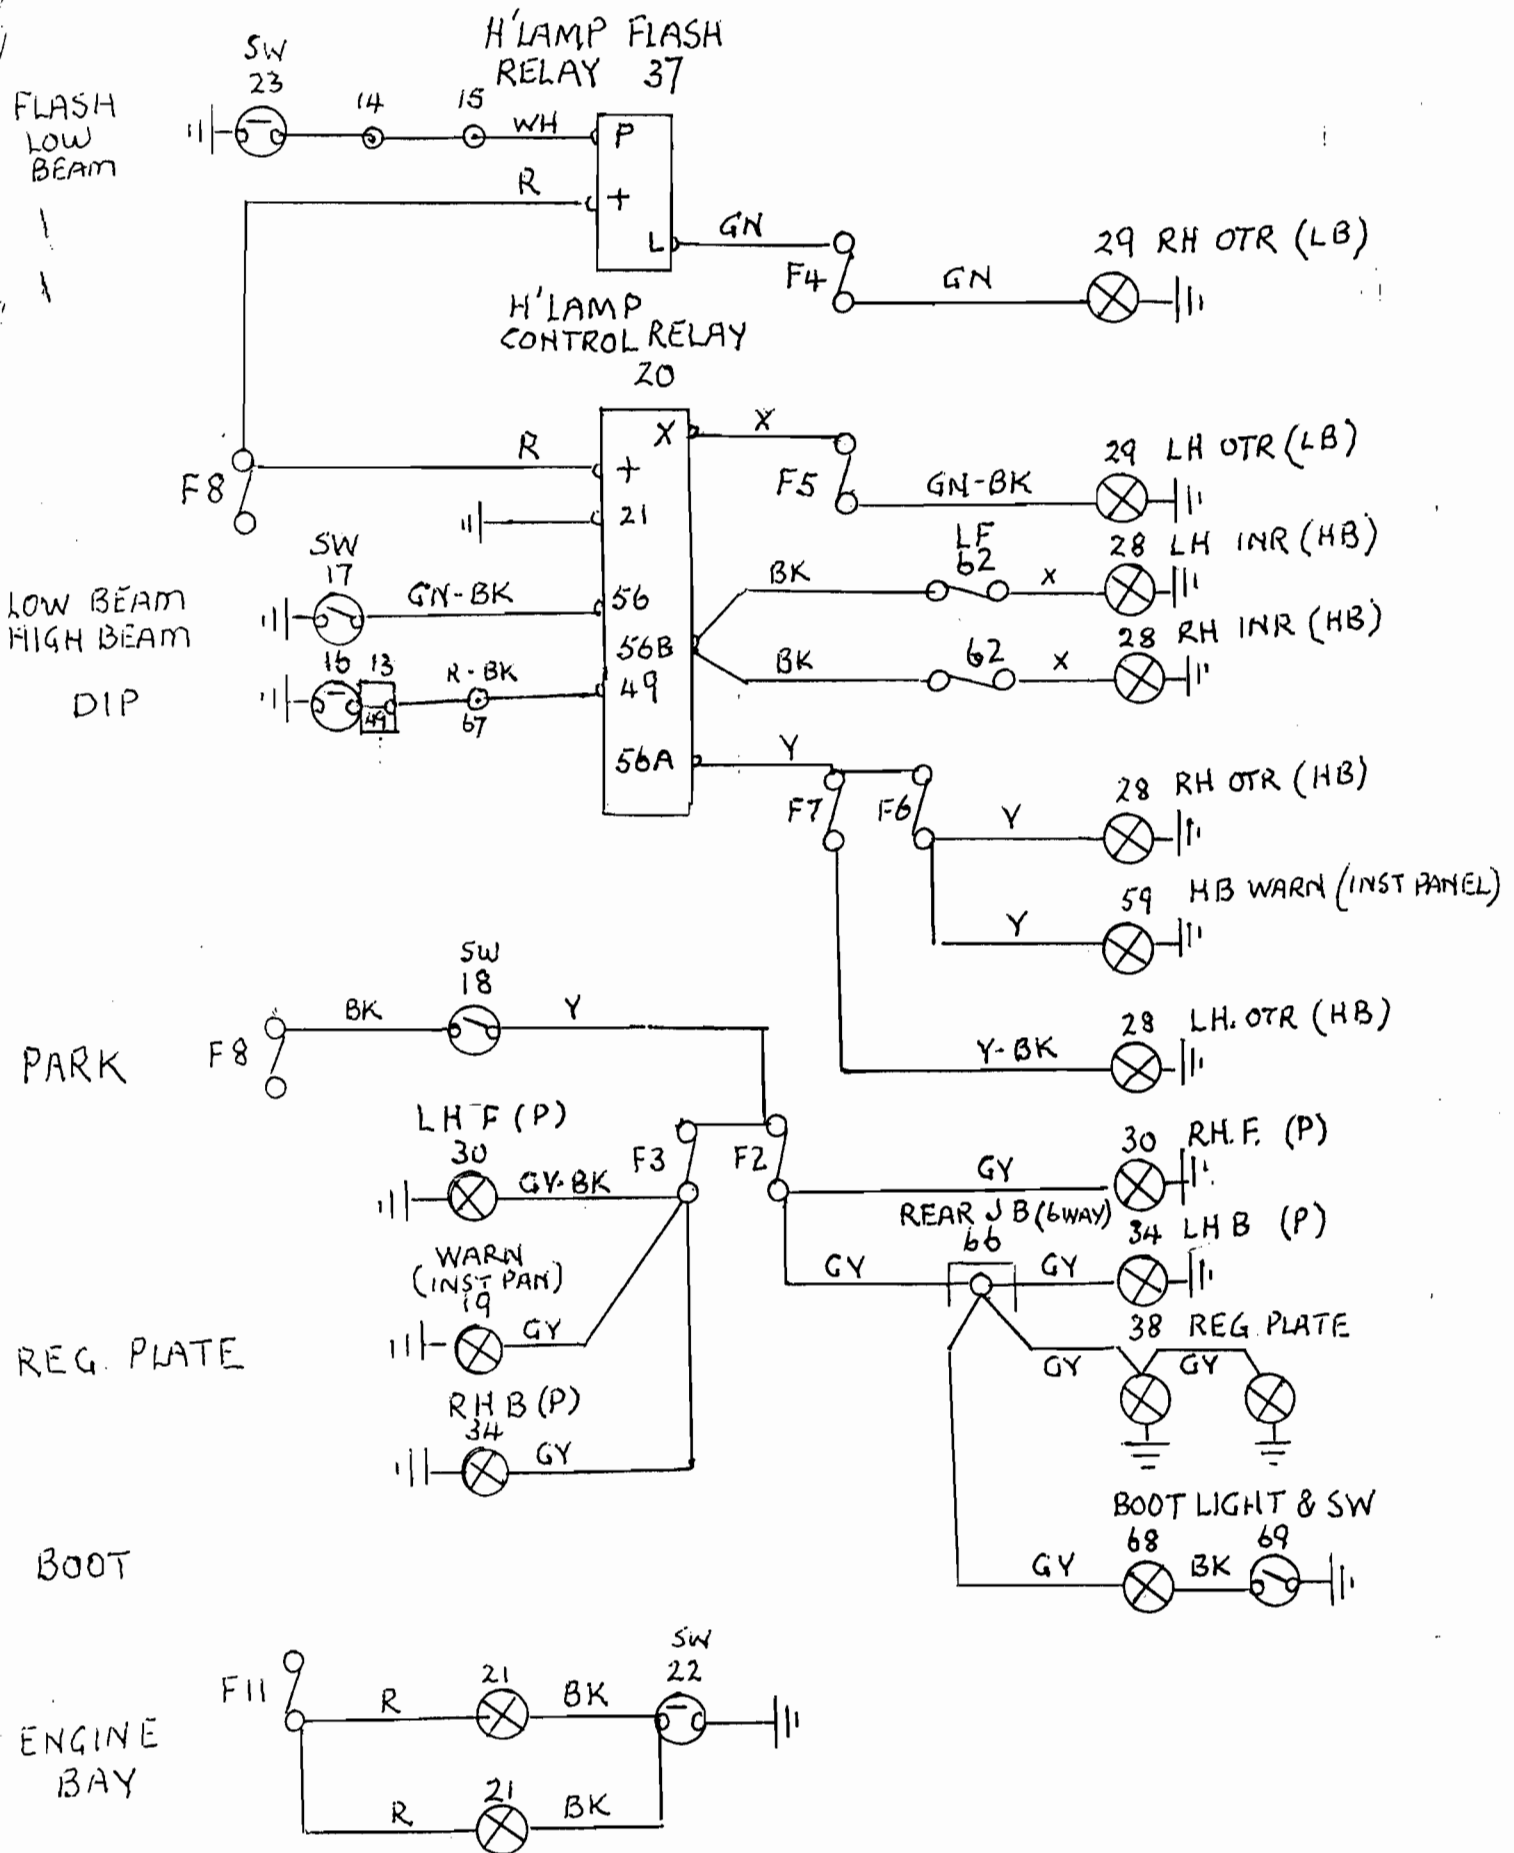 H'LAMP FLASH
RELAY 37
SW
23
FLASH
LOW
BEAM
14
15
WH
P
R
+
L
GN
F4
GN
29 RH OTR (LB)
H'LAMP
CONTROL RELAY
20
X
X
F8
R
+
F5
GN-BK
29 LH OTR (LB)
21
SW
17
LOW BEAM
HIGH BEAM
GN-BK
56
BK
LF
62
X
28 LH INR (HB)
56B
BK
62
X
28 RH INR (HB)
DIP
16
13
49
R-BK
67
49
56A
Y
F7
F6
Y
28 RH OTR (HB)
Y
59 HB WARN (INST PANEL)
SW
18
PARK
F8
BK
Y
Y-BK
28 LH. OTR (HB)
LH F (P)
30
GY-BK
F3
F2
GY
30 RH.F. (P)
REAR J B (6WAY)
66
GY
GY
34 LH B (P)
WARN
(INST PAN)
19
GY
38 REG. PLATE
GY
GY
REG. PLATE
RH B (P)
34
GY
BOOT LIGHT & SW
68
69
BOOT
GY
BK
SW
22
F11
R
21
BK
ENGINE
BAY
R
21
BK